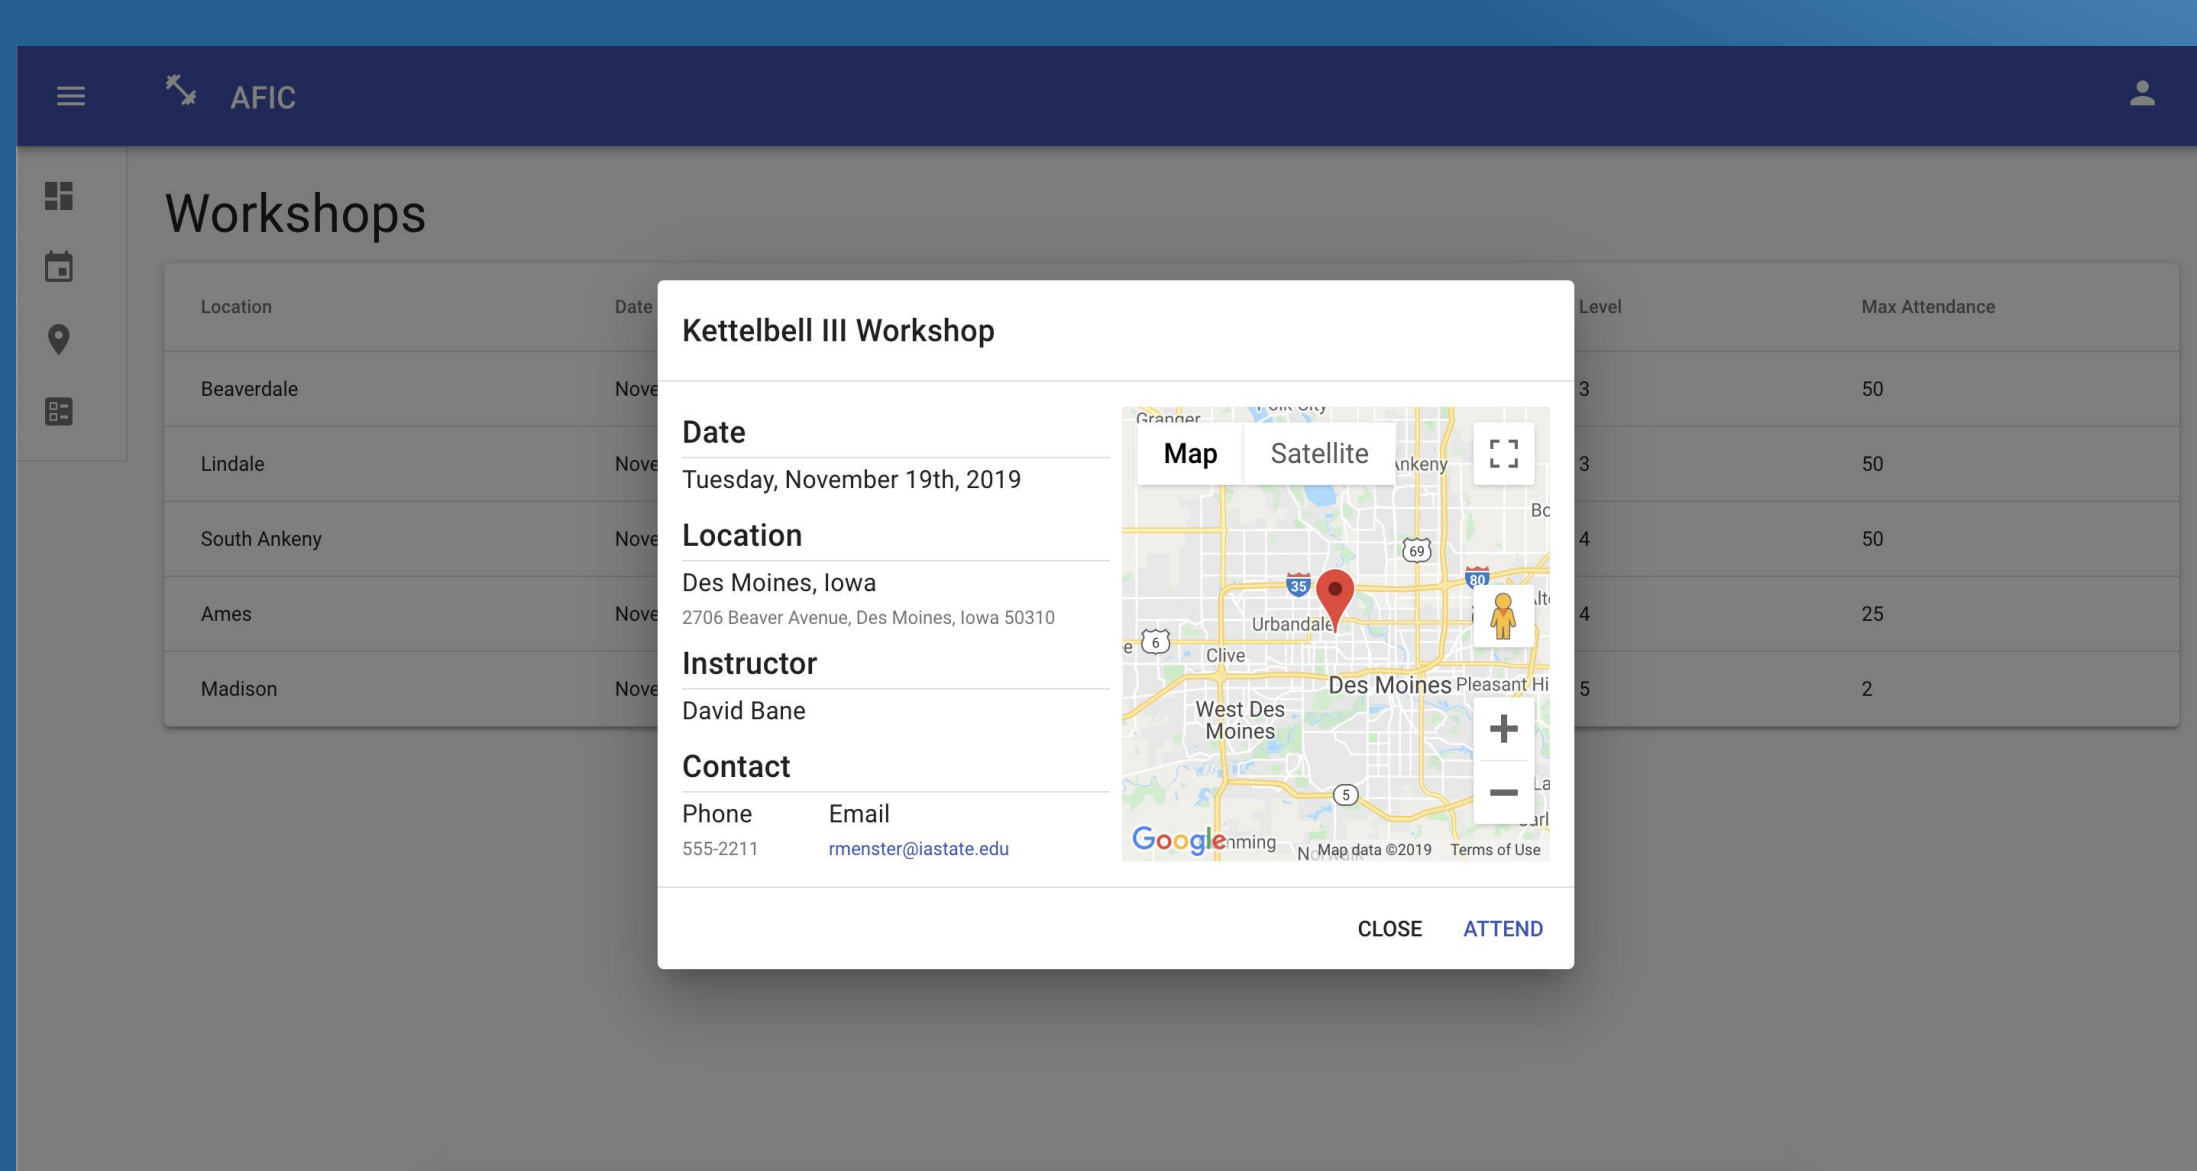 AFIC
Workshops
Location Date Level Max Attendance
Beaverdale Nove 3 50
Lindale Nove 3 50
South Ankeny Nove 4 50
Ames Nove 4 25
Madison Nove 5 2
Kettelbell III Workshop
Date
Tuesday, November 19th, 2019
Location
Des Moines, Iowa
2706 Beaver Avenue, Des Moines, Iowa 50310
Instructor
David Bane
Contact
Phone Email
555-2211 rmenster@iastate.edu
Granger
Map Satellite
Ankeny
69
35 80
Urbandale
6
Clive
Des Moines Pleasant Hi
West Des
Moines
5
Google
Map data ©2019 Terms of Use
CLOSE ATTEND